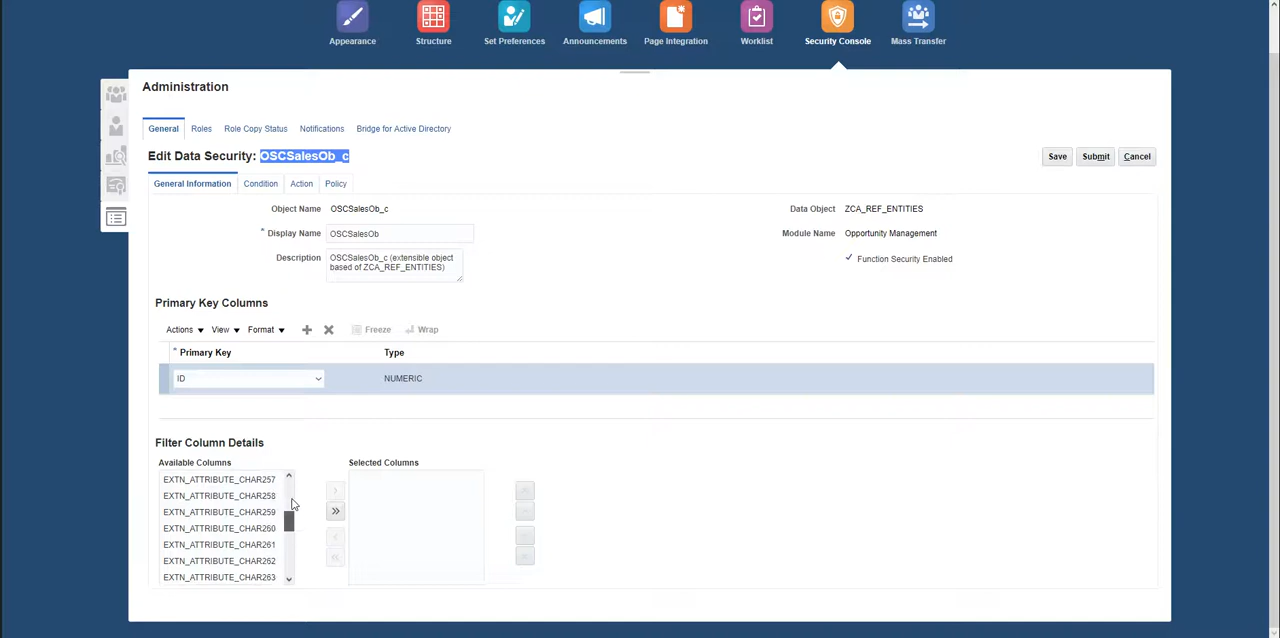 Appearance Structure Set Preferences Announcements Page Integration Worklist Security Console Mass Transfer
Administration
General Roles Role Copy Status Notifications Bridge for Active Directory
Edit Data Security: OSCSalesOb_c Save Submit Cancel
General Information Condition Action Policy
Object Name OSCSalesOb_c Data Object ZCA_REF_ENTITIES
* Display Name OSCSalesOb Module Name Opportunity Management
Description OSCSalesOb_c (extensible object
based of ZCA_REF_ENTITIES)
Function Security Enabled
Primary Key Columns
Actions View Format Freeze Wrap
* Primary Key Type
ID NUMERIC
Filter Column Details
Available Columns Selected Columns
EXTN_ATTRIBUTE_CHAR257
EXTN_ATTRIBUTE_CHAR258
EXTN_ATTRIBUTE_CHAR259
EXTN_ATTRIBUTE_CHAR260
EXTN_ATTRIBUTE_CHAR261
EXTN_ATTRIBUTE_CHAR262
EXTN_ATTRIBUTE_CHAR263